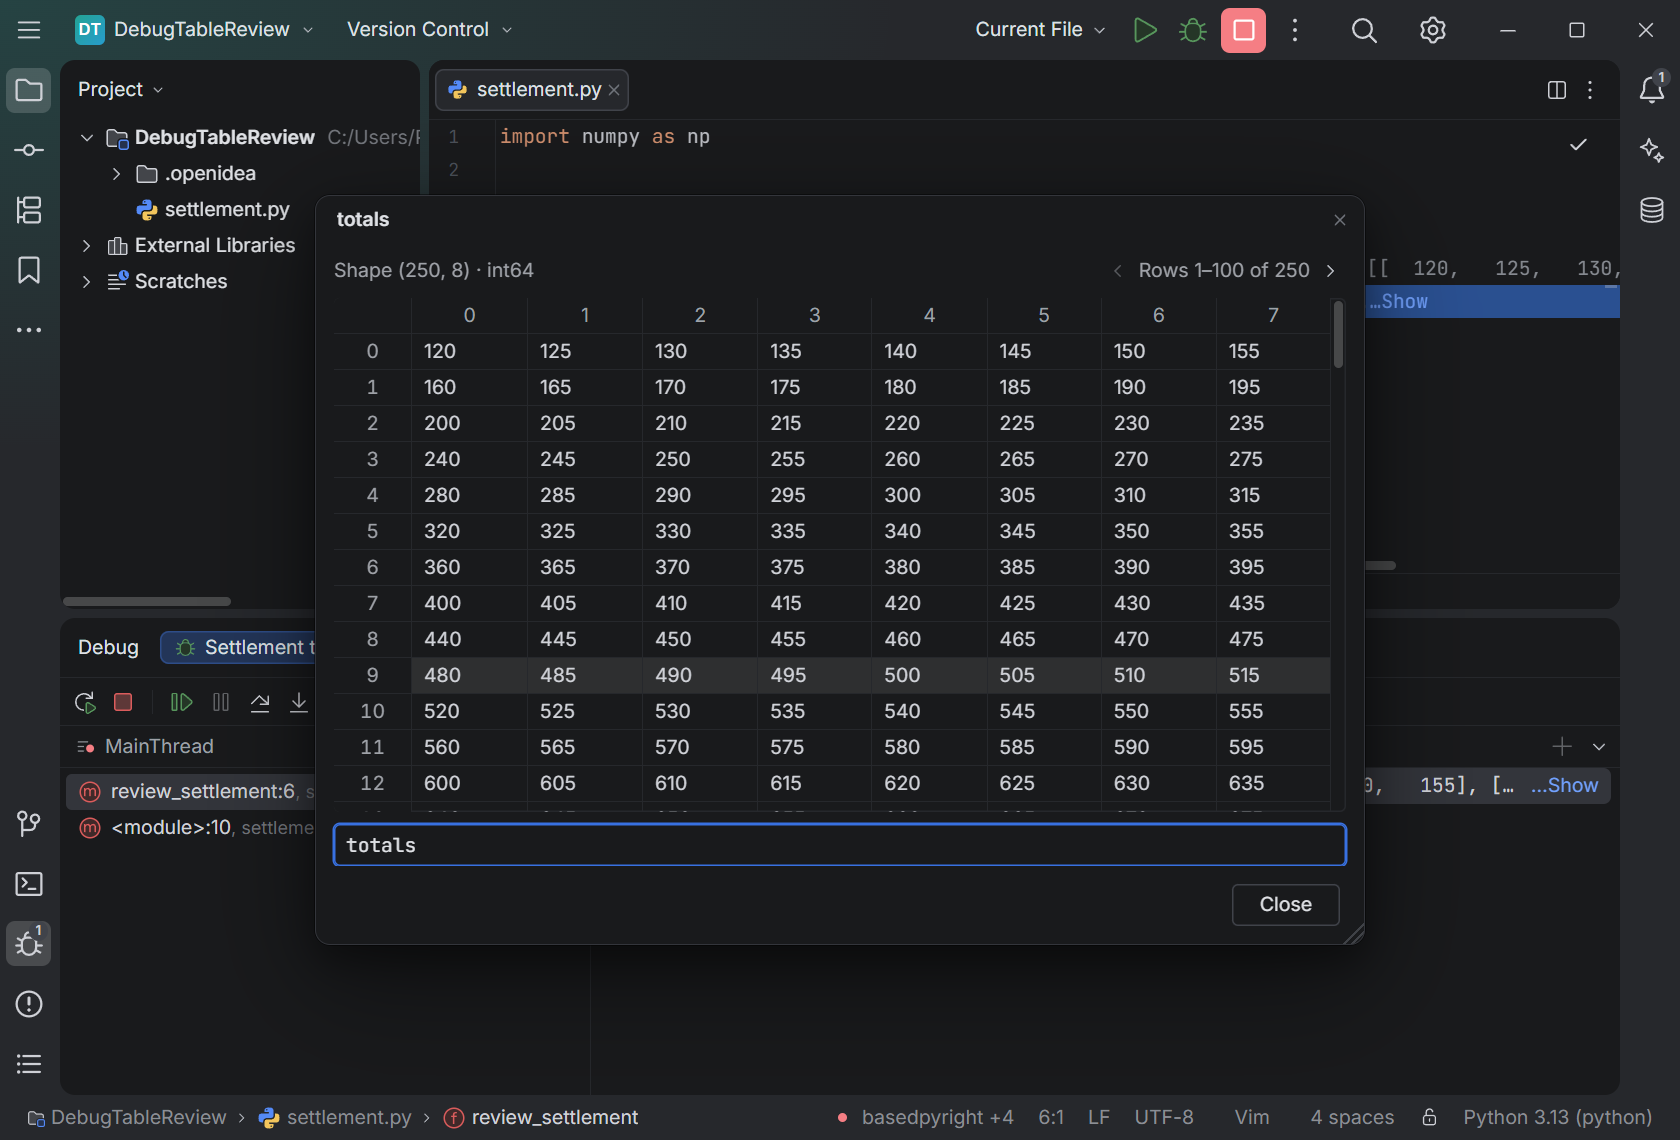 DT DebugTableReview Version Control Current File
Project
settlement.py
1
DebugTableReview C:/Users/
.openidea
settlement.py
External Libraries
Scratches
1 import numpy as np
2
[[ 120, 125, 130,
…Show
totals
Shape (250, 8) · int64 Rows 1–100 of 250
0 1 2 3 4 5 6 7
0 120 125 130 135 140 145 150 155
1 160 165 170 175 180 185 190 195
2 200 205 210 215 220 225 230 235
3 240 245 250 255 260 265 270 275
4 280 285 290 295 300 305 310 315
5 320 325 330 335 340 345 350 355
6 360 365 370 375 380 385 390 395
7 400 405 410 415 420 425 430 435
8 440 445 450 455 460 465 470 475
9 480 485 490 495 500 505 510 515
10 520 525 530 535 540 545 550 555
11 560 565 570 575 580 585 590 595
12 600 605 610 615 620 625 630 635
totals
Close
Debug Settlement t
MainThread
review_settlement:6, s
<module>:10, settleme
0, 155], [… …Show
1
DebugTableReview › settlement.py › review_settlement
basedpyright +4 6:1 LF UTF-8 Vim 4 spaces Python 3.13 (python)